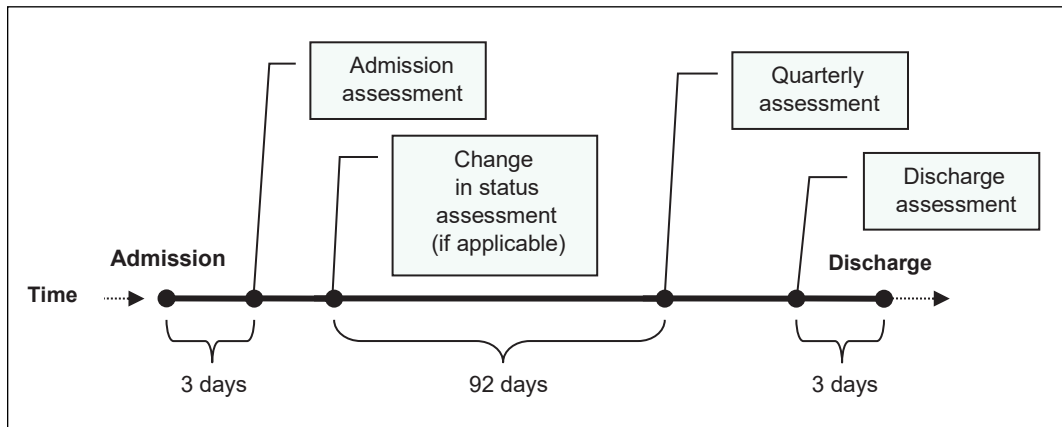 Admission
assessment
Quarterly
assessment
Change
in status
assessment
(if applicable)
Discharge
assessment
Admission
Discharge
Time
3 days
92 days
3 days